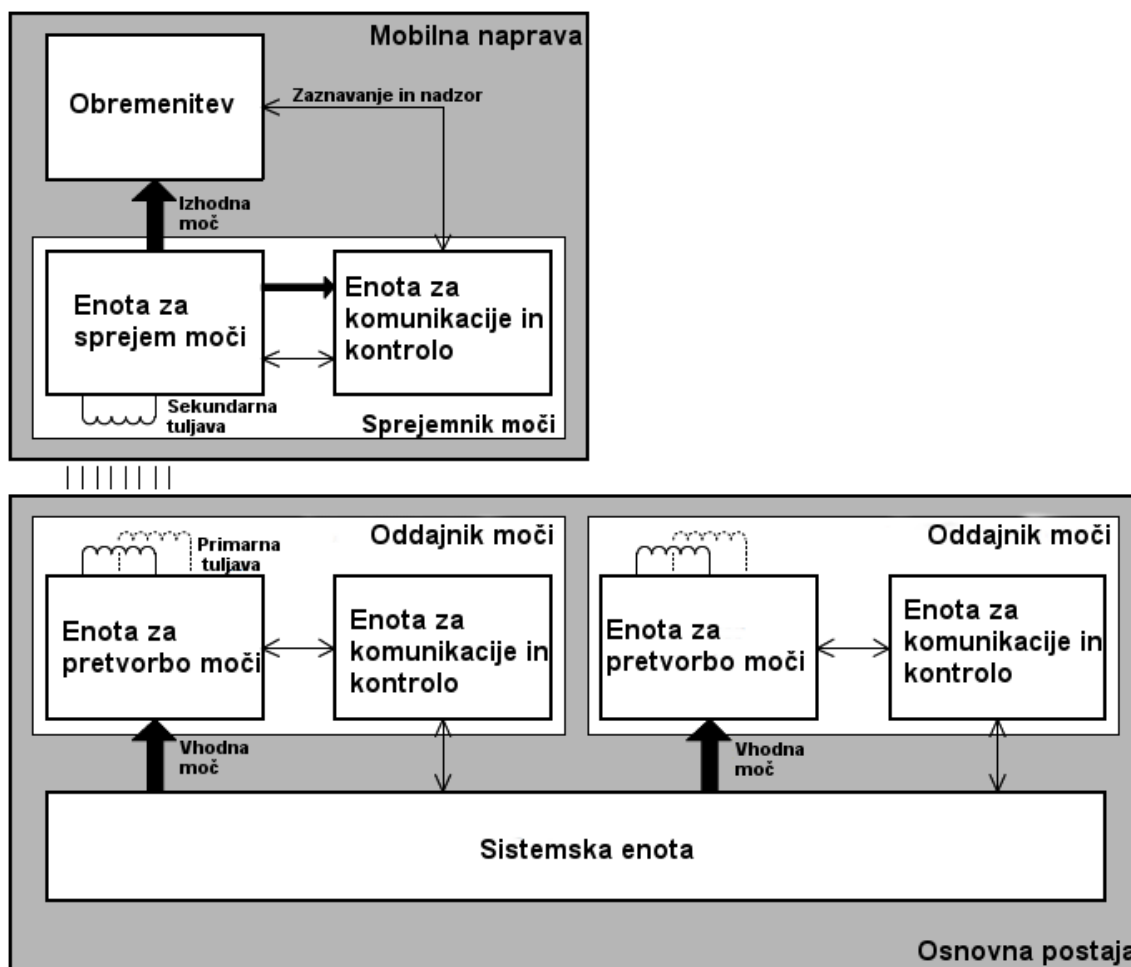 Mobilna naprava
Obremenitev
Zaznavanje in nadzor
Izhodna
moč
Enota za
sprejem moči
Enota za
komunikacije in
kontrolo
Sekundarna
tuljava
Sprejemnik moči
Primarna
tuljava
Oddajnik moči
Enota za
pretvorbo moči
Enota za
komunikacije in
kontrolo
Vhodna
moč
Oddajnik moči
Enota za
pretvorbo moči
Enota za
komunikacije in
kontrolo
Vhodna
moč
Sistemska enota
Osnovna postaja